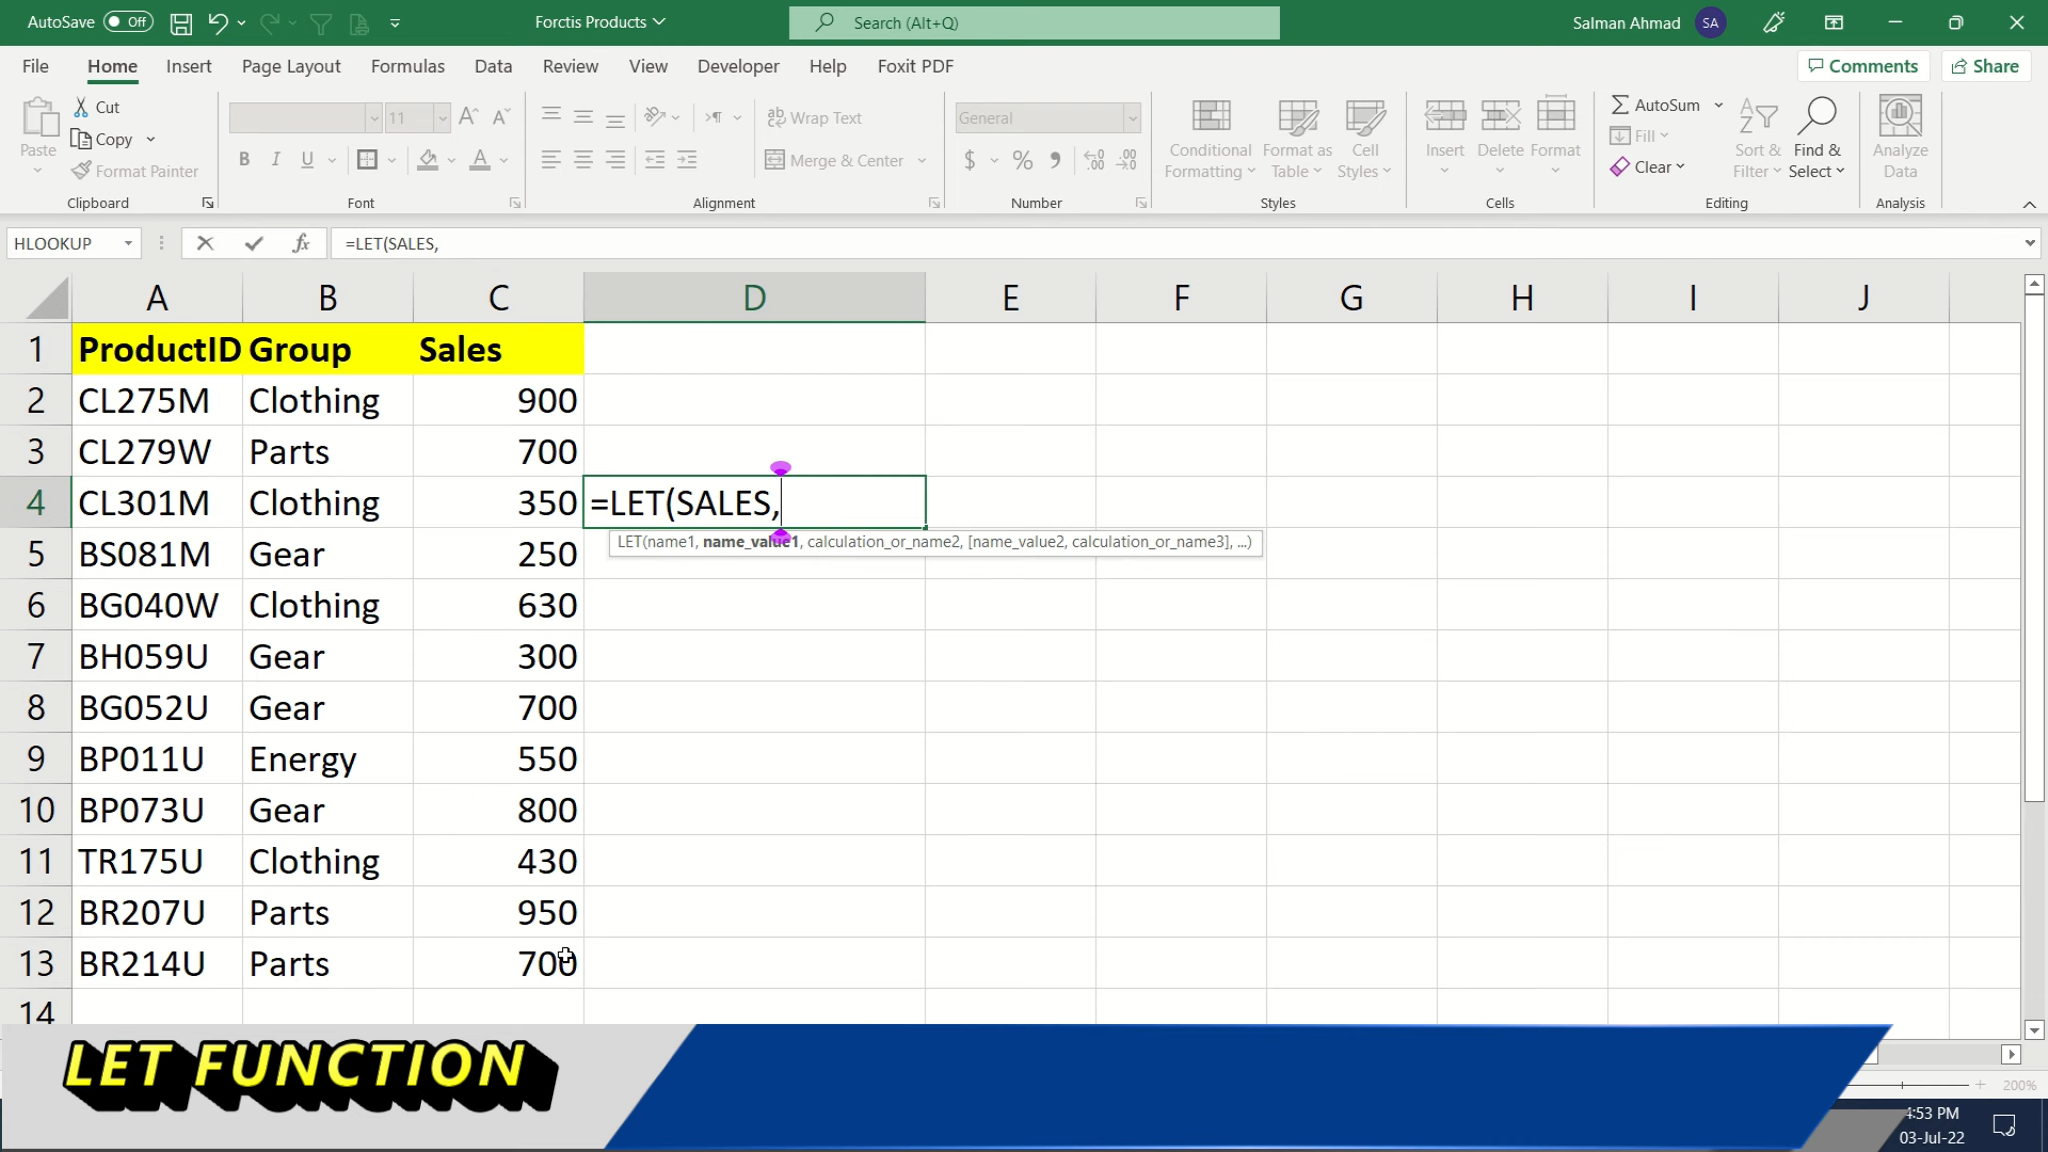 AutoSave Off Forctis Products Search (Alt+Q) Salman Ahmad SA
File Home Insert Page Layout Formulas Data Review View Developer Help Foxit PDF Comments Share
Cut
Copy
Paste
Format Painter
Clipboard
11
B I U A
Font
ab Wrap Text
Merge & Center
Alignment
General
$ % 9 .00
Number
Conditional Formatting
Format as Table
Cell Styles
Styles
Insert Delete Format
Cells
AutoSum
Fill
Clear
Sort & Filter
Find & Select
Editing
Analyze Data
Analysis
HLOOKUP fx =LET(SALES,
A B C D E F G H I J
1 ProductID Group Sales
2 CL275M Clothing 900
3 CL279W Parts 700
4 CL301M Clothing 350 =LET(SALES,
LET(name1, name_value1, calculation_or_name2, [name_value2, calculation_or_name3], ...)
5 BS081M Gear 250
6 BG040W Clothing 630
7 BH059U Gear 300
8 BG052U Gear 700
9 BP011U Energy 550
10 BP073U Gear 800
11 TR175U Clothing 430
12 BR207U Parts 950
13 BR214U Parts 700
14
LET FUNCTION
200%
4:53 PM
03-Jul-22